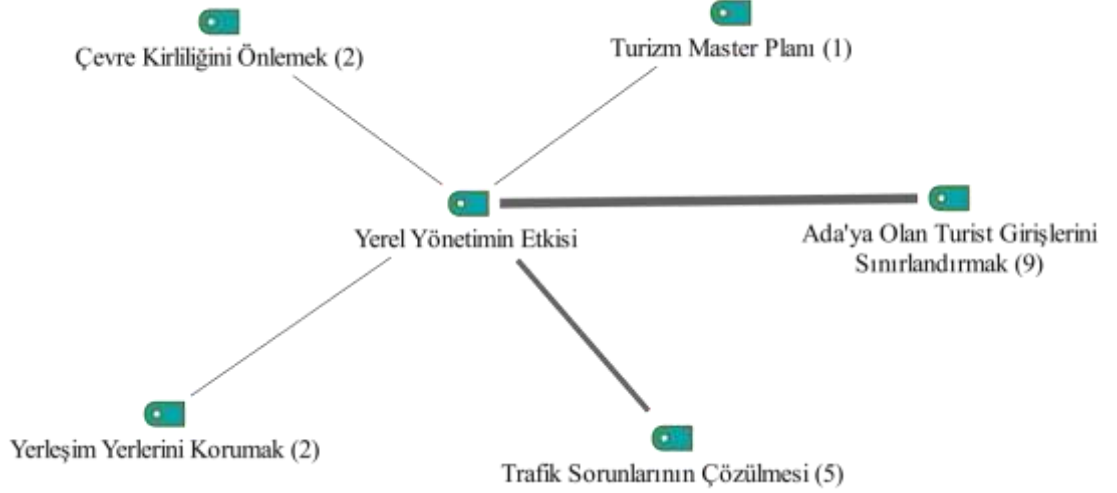 Çevre Kirliliğini Önlemek (2)
Turizm Master Planı (1)
Yerel Yönetimin Etkisi
Ada'ya Olan Turist Girişlerini
Sınırlandırmak (9)
Yerleşim Yerlerini Korumak (2)
Trafik Sorunlarının Çözülmesi (5)